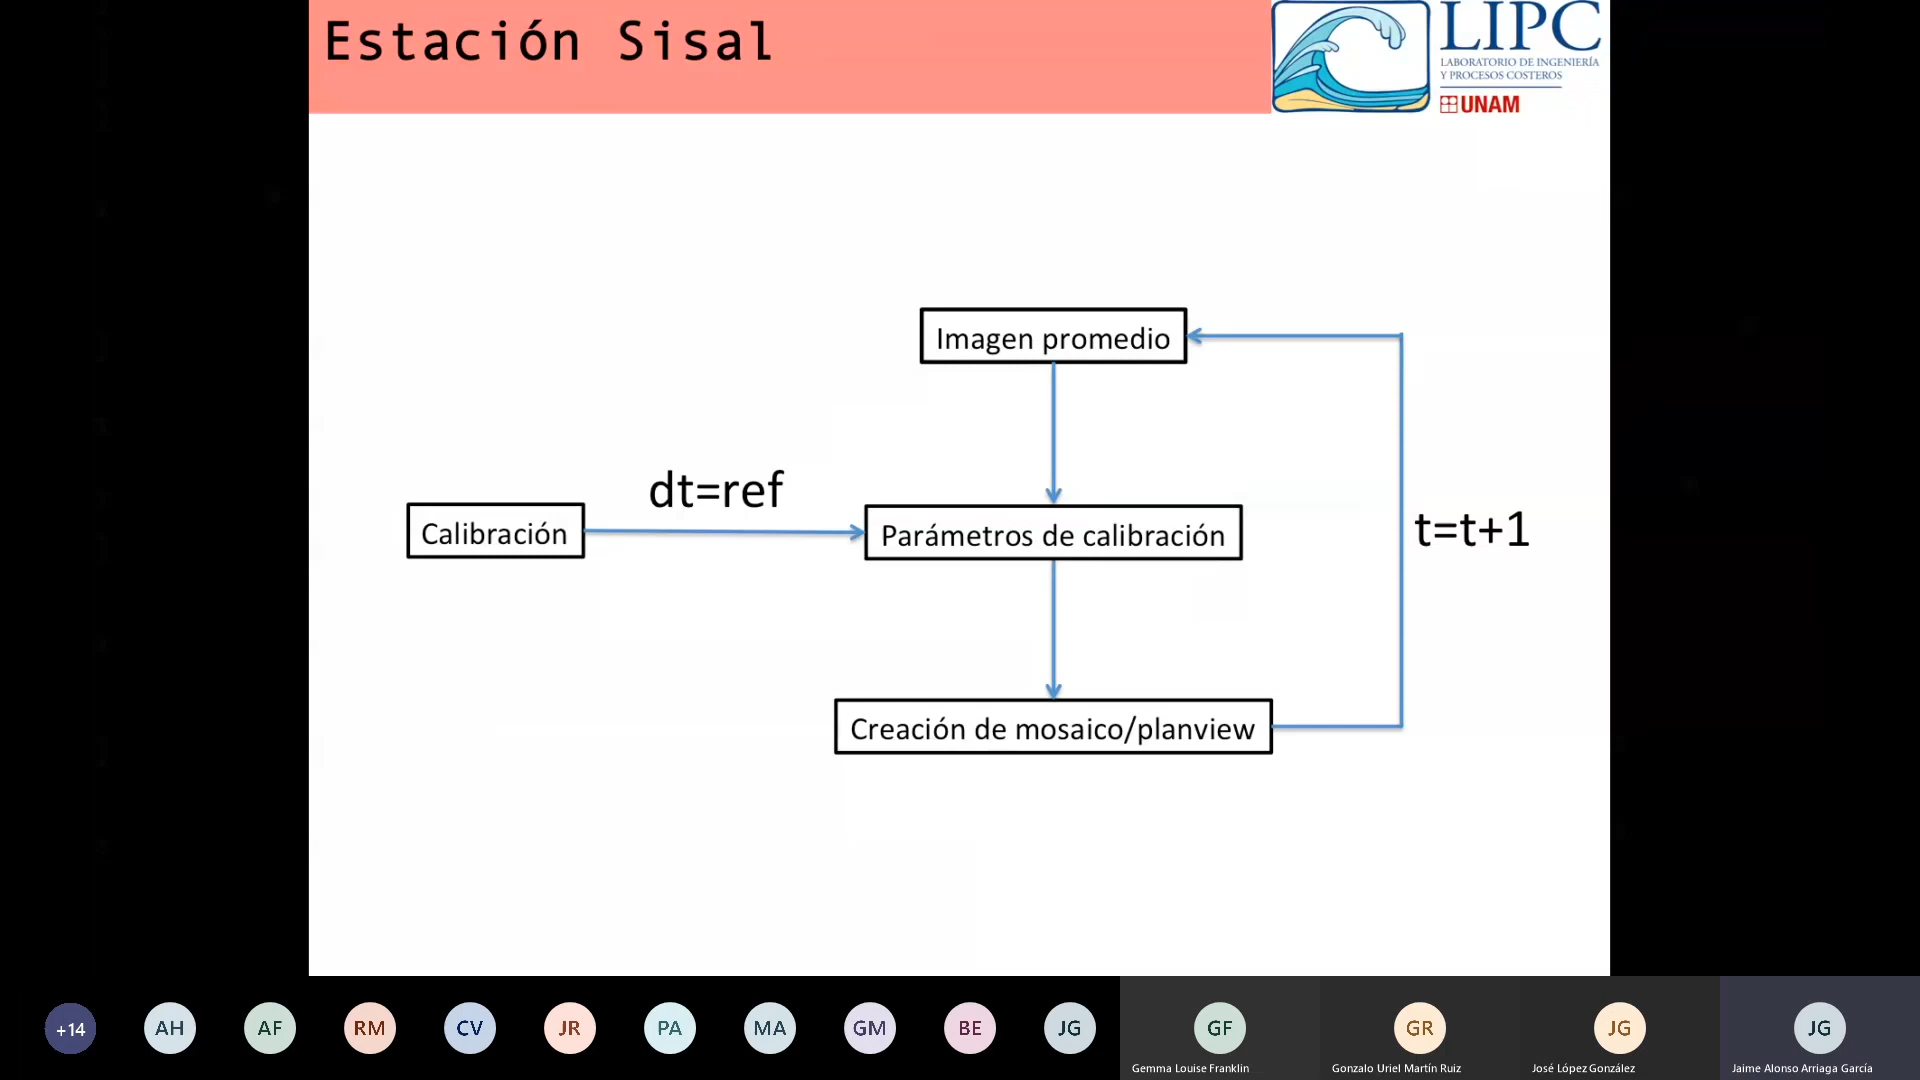 Estación Sisal
LIPC
LABORATORIO DE INGENIERÍA
Y PROCESOS COSTEROS
UNAM
Imagen promedio
dt=ref
Calibración
Parámetros de calibración
t=t+1
Creación de mosaico/planview
+14
AH
AF
RM
CV
JR
PA
MA
GM
BE
JG
GF
GR
JG
JG
Gemma Louise Franklin
Gonzalo Uriel Martín Ruiz
José López González
Jaime Alonso Arriaga García